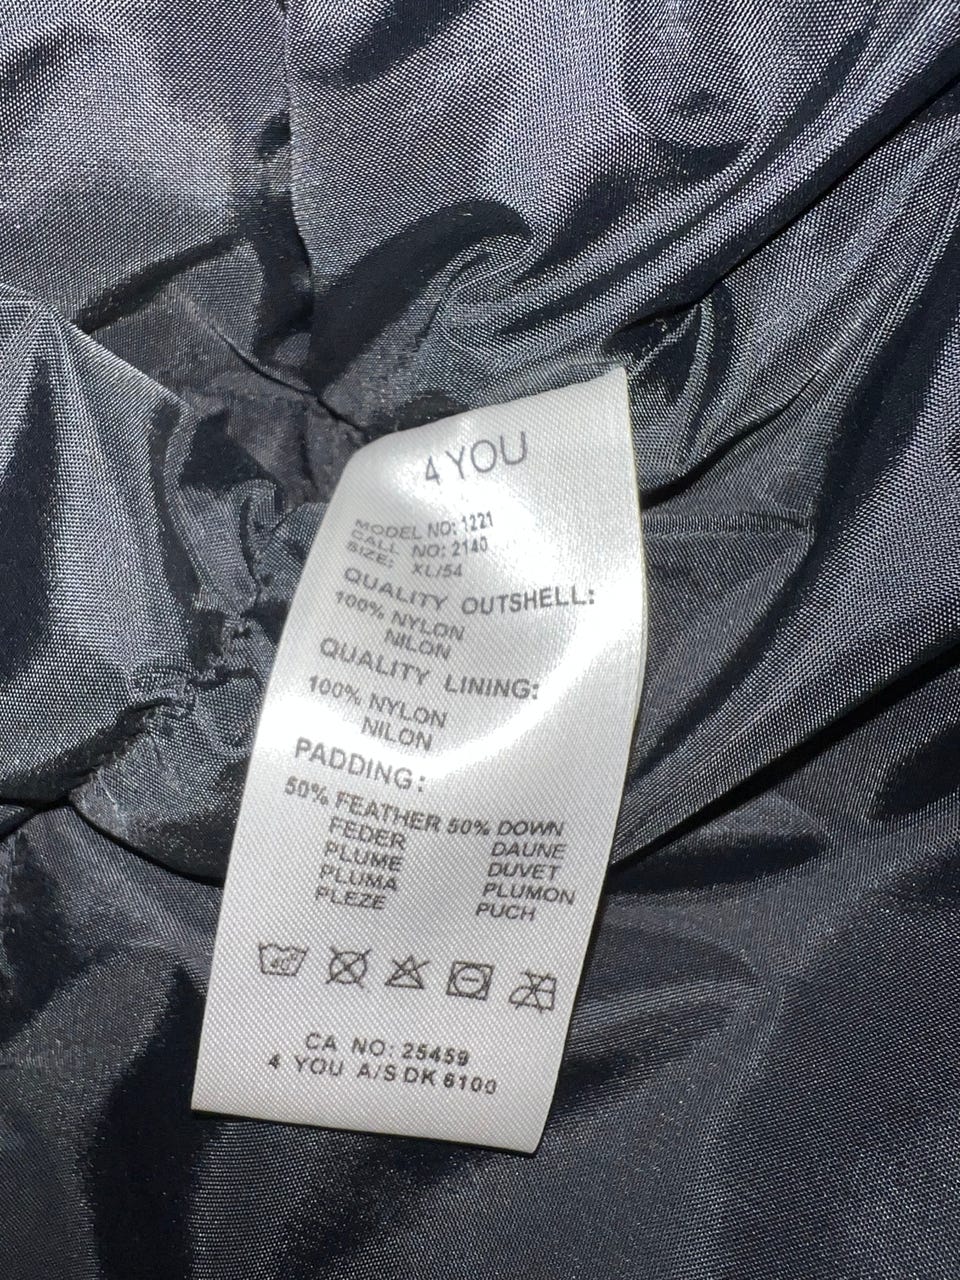 4 YOU
MODEL NO: 1221
CALL NO: 2140
SIZE: XL/54
QUALITY OUTSHELL:
100% NYLON
NILON
QUALITY LINING:
100% NYLON
NILON
PADDING:
50% FEATHER 50% DOWN
FEDER DAUNE
PLUME DUVET
PLUMA PLUMON
PLEZE PUCH
CA NO: 25459
4 YOU A/S DK 6100